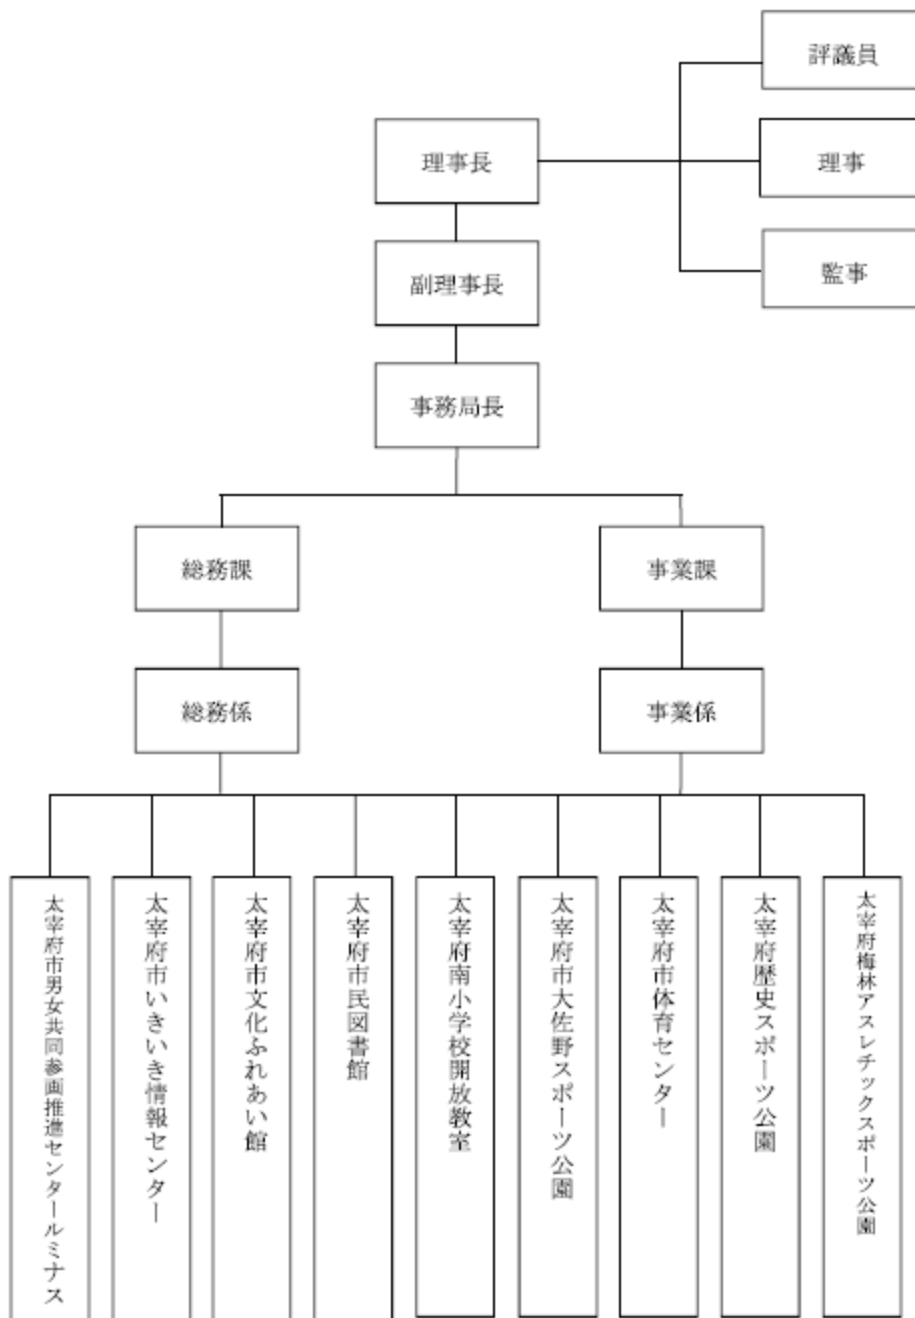 評議員
理事長
理事
副理事長
監事
事務局長
総務課
事業課
総務係
事業係
太宰府市男女共同参画推進センタールミナス
太宰府市いきいき情報センター
太宰府市文化ふれあい館
太宰府市民図書館
太宰府南小学校開放教室
太宰府市大佐野スポーツ公園
太宰府市体育センター
太宰府歴史スポーツ公園
太宰府梅林アスレチックスポーツ公園